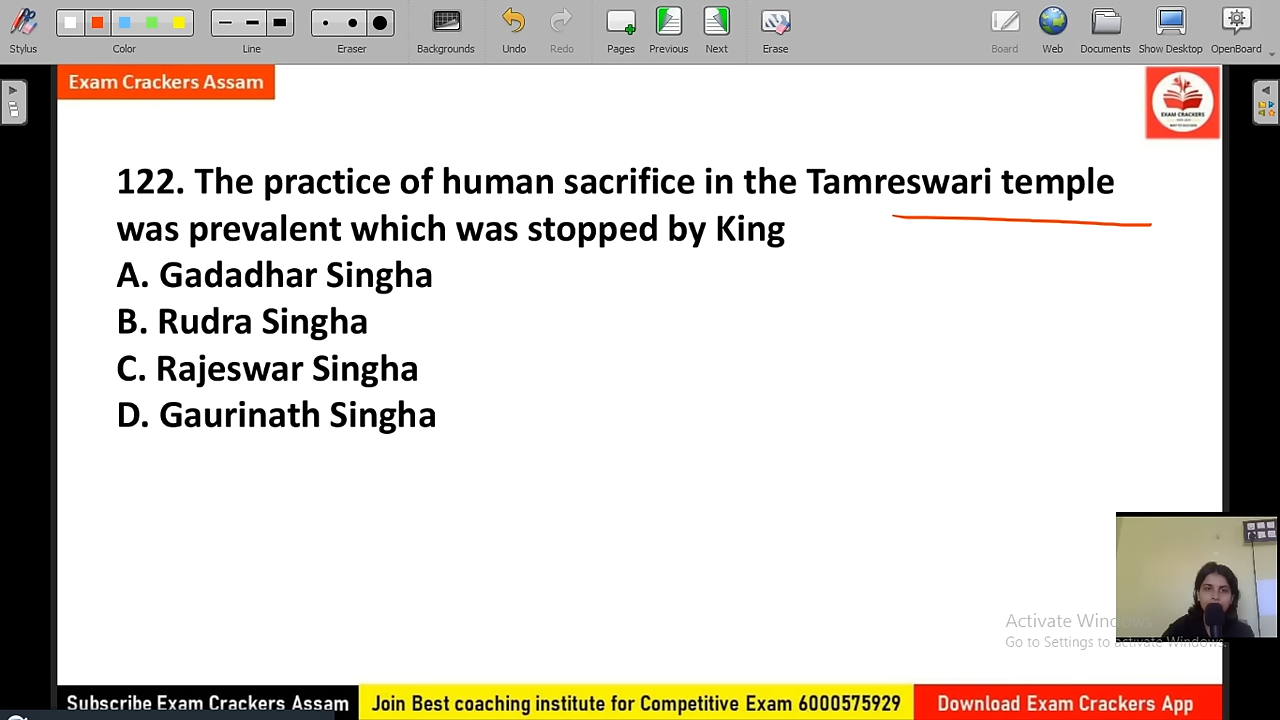 Stylus
Color
Line
Eraser
Backgrounds
Undo
Redo
Pages
Previous
Next
Erase
Board
Web
Documents
Show Desktop
OpenBoard
Exam Crackers Assam
EXAM CRACKERS
122. The practice of human sacrifice in the Tamreswari temple
was prevalent which was stopped by King
A. Gadadhar Singha
B. Rudra Singha
C. Rajeswar Singha
D. Gaurinath Singha
Activate Windows
Go to Settings to activate Windows.
Subscribe Exam Crackers Assam
Join Best coaching institute for Competitive Exam 6000575929
Download Exam Crackers App